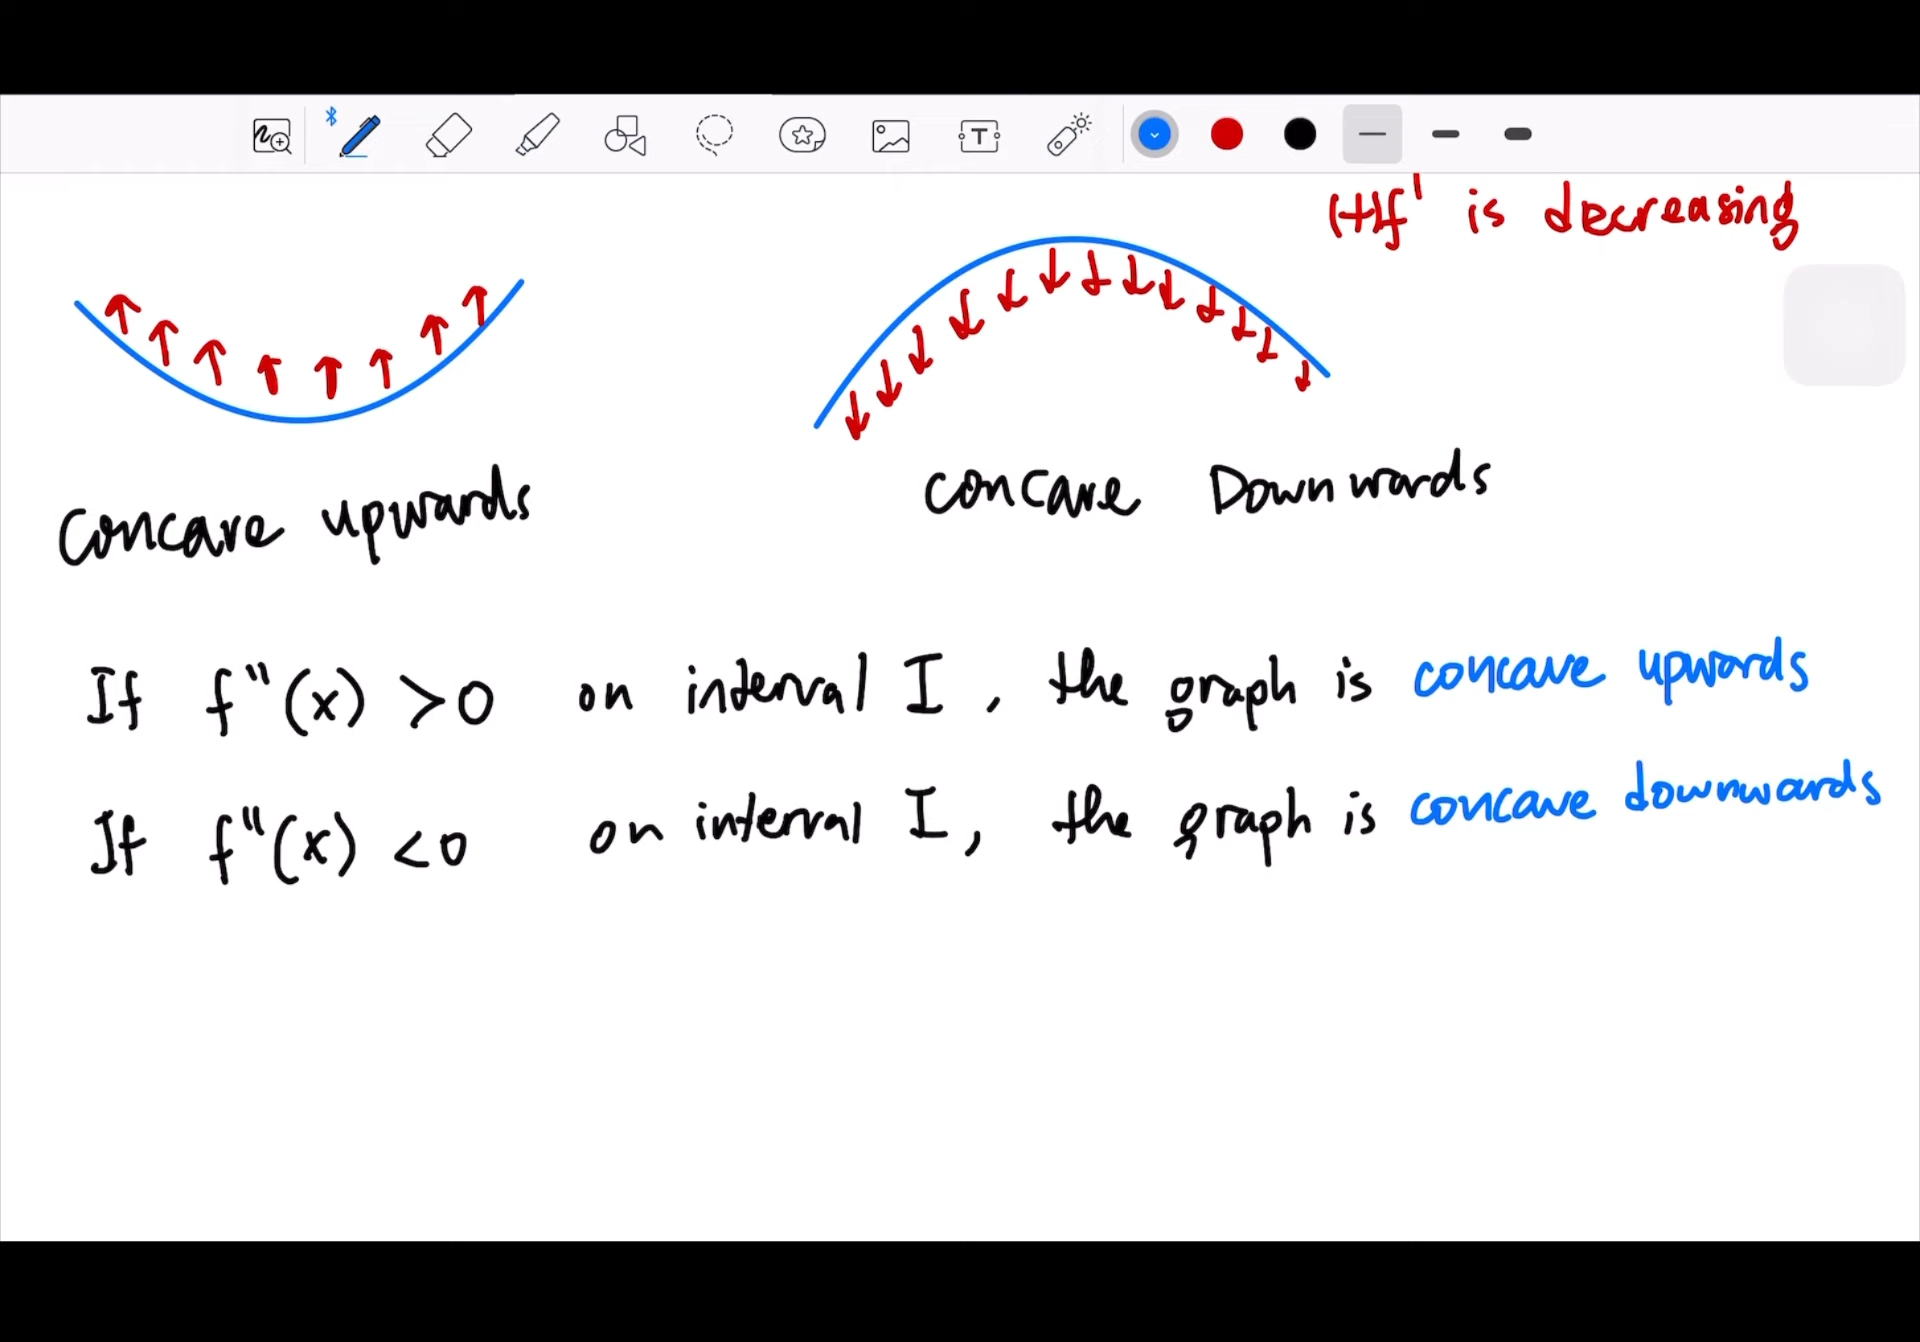 (+)f' is decreasing
concave upwards
concave Downwards
If f"(x) >0 on interval I, the graph is concave upwards
If f"(x) <0 on interval I, the graph is concave downwards